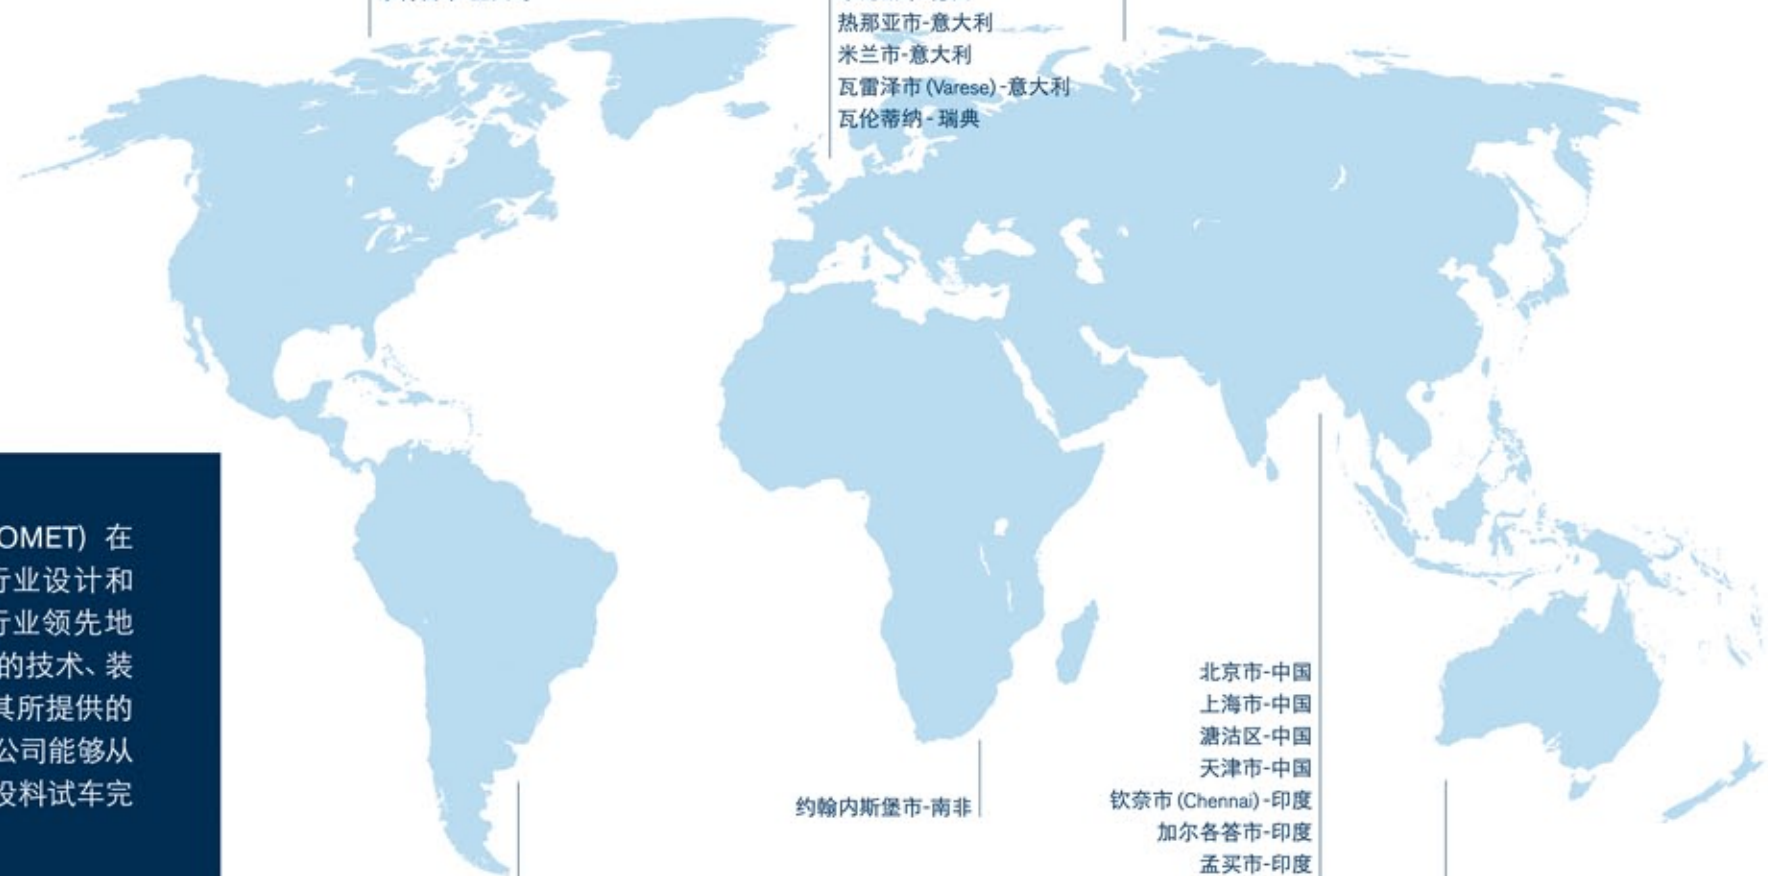 热那亚市-意大利
米兰市-意大利
瓦雷泽市 (Varese) -意大利
瓦伦蒂纳 - 瑞典
OMET) 在
行业设计和
行业领先地
的技术、装
其所提供的
公司能够从
投料试车完
约翰内斯堡市-南非
北京市-中国
上海市-中国
溏沽区-中国
天津市-中国
钦奈市 (Chennai) -印度
加尔各答市-印度
孟买市-印度